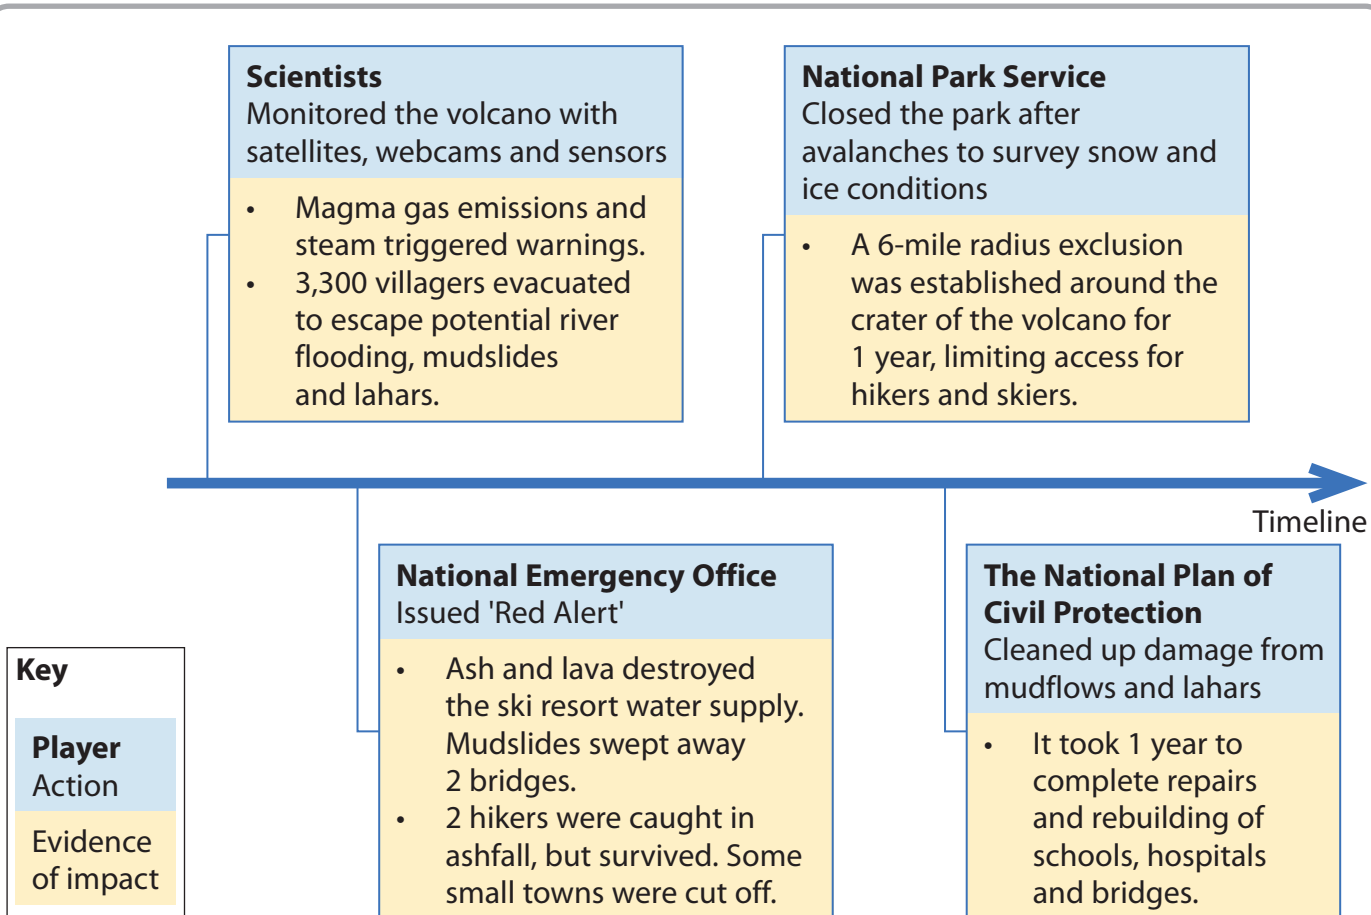 Scientists
Monitored the volcano with
satellites, webcams and sensors
• Magma gas emissions and
steam triggered warnings.
• 3,300 villagers evacuated
to escape potential river
flooding, mudslides
and lahars.
National Park Service
Closed the park after
avalanches to survey snow and
ice conditions
• A 6-mile radius exclusion
was established around the
crater of the volcano for
1 year, limiting access for
hikers and skiers.
Timeline
National Emergency Office
Issued 'Red Alert'
• Ash and lava destroyed
the ski resort water supply.
Mudslides swept away
2 bridges.
• 2 hikers were caught in
ashfall, but survived. Some
small towns were cut off.
The National Plan of
Civil Protection
Cleaned up damage from
mudflows and lahars
• It took 1 year to
complete repairs
and rebuilding of
schools, hospitals
and bridges.
Key
Player
Action
Evidence
of impact